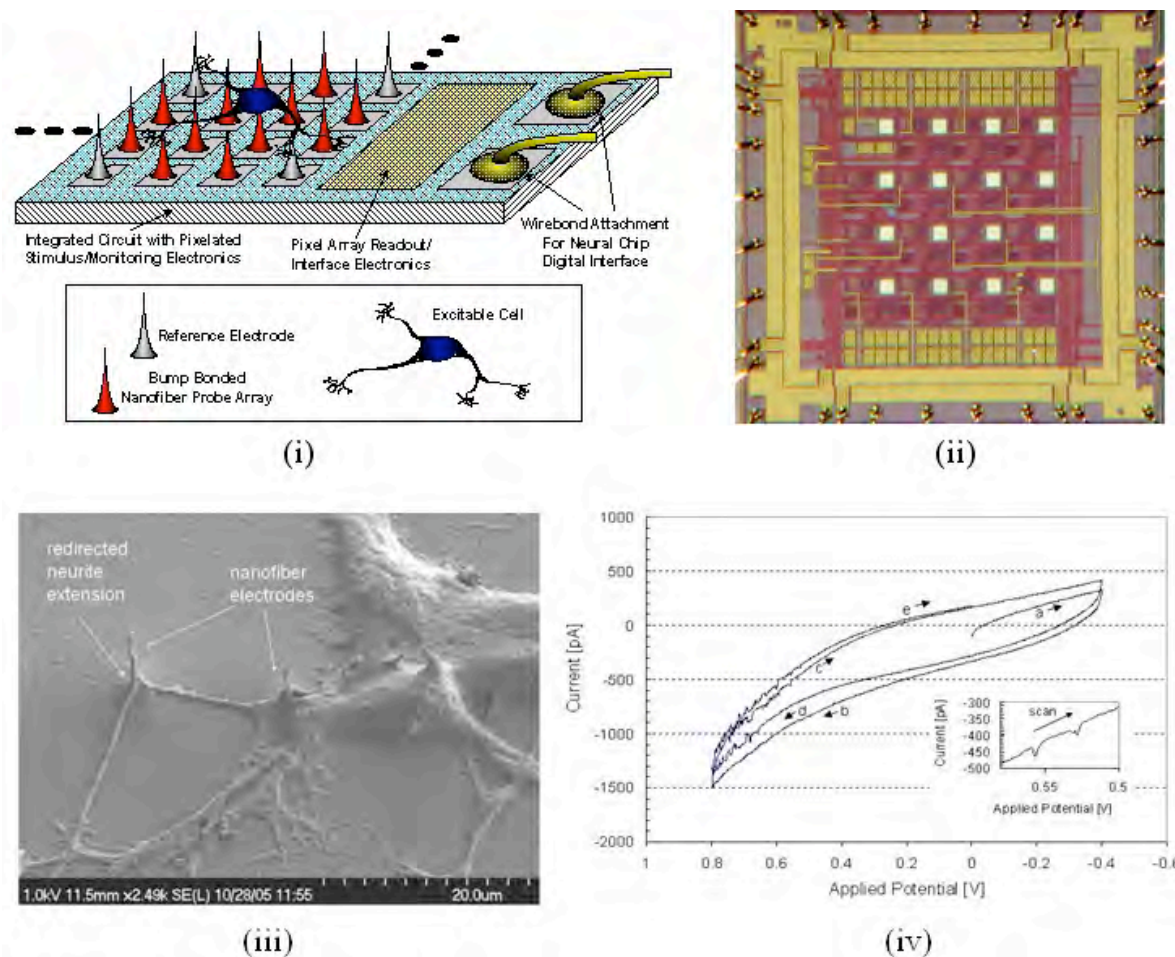 Integrated Circuit with Pixelated
Stimulus/Monitoring Electronics
Pixel Array Readout/
Interface Electronics
Wirebond Attachment
For Neural Chip
Digital Interface
Reference Electrode
Bump Bonded
Nanofiber Probe Array
Excitable Cell
(i)
(ii)
redirected
neurite
extension
nanofiber
electrodes
1.0kV 11.5mm x2.49k SE(L) 10/28/05 11:55
20.0um
(iii)
1000
500
0
-500
-1000
-1500
-2000
Current [pA]
e
a
c
d
b
-300
-350
-400
-450
-500
Current [pA]
scan
0.55
0.5
Applied Potential [V]
1
0.8
0.6
0.4
0.2
0
-0.2
-0.4
-0.6
Applied Potential [V]
(iv)